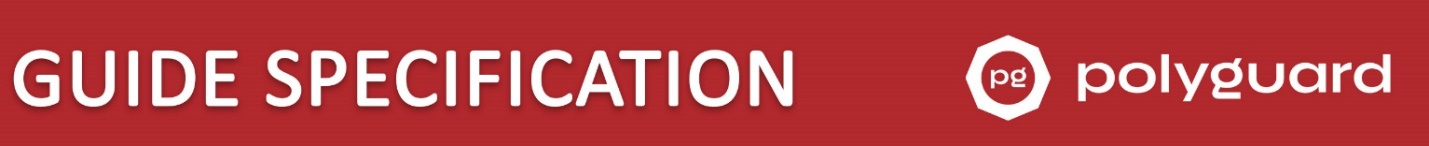 GUIDE SPECIFICATION
pg polyguard